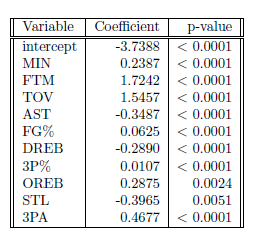 Variable Coefficient p-value
intercept -3.7388 < 0.0001
MIN 0.2387 < 0.0001
FTM 1.7242 < 0.0001
TOV 1.5457 < 0.0001
AST -0.3487 < 0.0001
FG% 0.0625 < 0.0001
DREB -0.2890 < 0.0001
3P% 0.0107 < 0.0001
OREB 0.2875 0.0024
STL -0.3965 0.0051
3PA 0.4677 < 0.0001